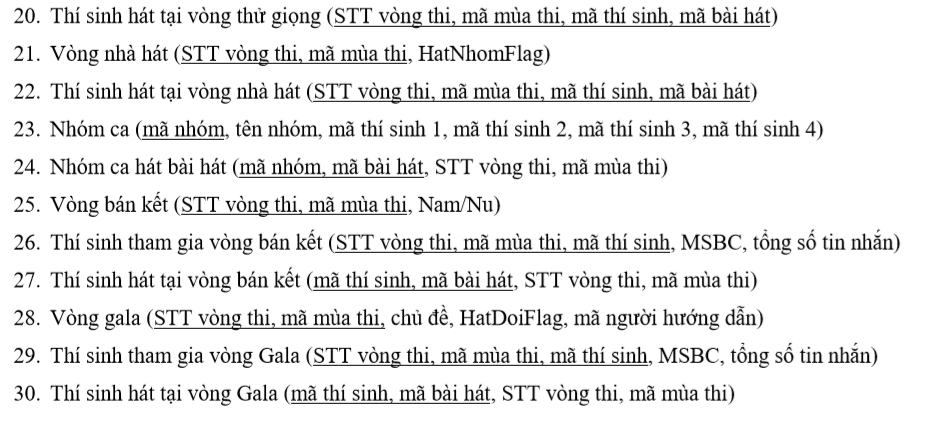 20. Thí sinh hát tại vòng thử giọng (STT vòng thi, mã mùa thi, mã thí sinh, mã bài hát)
21. Vòng nhà hát (STT vòng thi, mã mùa thi, HatNhomFlag)
22. Thí sinh hát tại vòng nhà hát (STT vòng thi, mã mùa thi, mã thí sinh, mã bài hát)
23. Nhóm ca (mã nhóm, tên nhóm, mã thí sinh 1, mã thí sinh 2, mã thí sinh 3, mã thí sinh 4)
24. Nhóm ca hát bài hát (mã nhóm, mã bài hát, STT vòng thi, mã mùa thi)
25. Vòng bán kết (STT vòng thi, mã mùa thi, Nam/Nu)
26. Thí sinh tham gia vòng bán kết (STT vòng thi, mã mùa thi, mã thí sinh, MSBC, tổng số tin nhắn)
27. Thí sinh hát tại vòng bán kết (mã thí sinh, mã bài hát, STT vòng thi, mã mùa thi)
28. Vòng gala (STT vòng thi, mã mùa thi, chủ đề, HatDoiFlag, mã người hướng dẫn)
29. Thí sinh tham gia vòng Gala (STT vòng thi, mã mùa thi, mã thí sinh, MSBC, tổng số tin nhắn)
30. Thí sinh hát tại vòng Gala (mã thí sinh, mã bài hát, STT vòng thi, mã mùa thi)